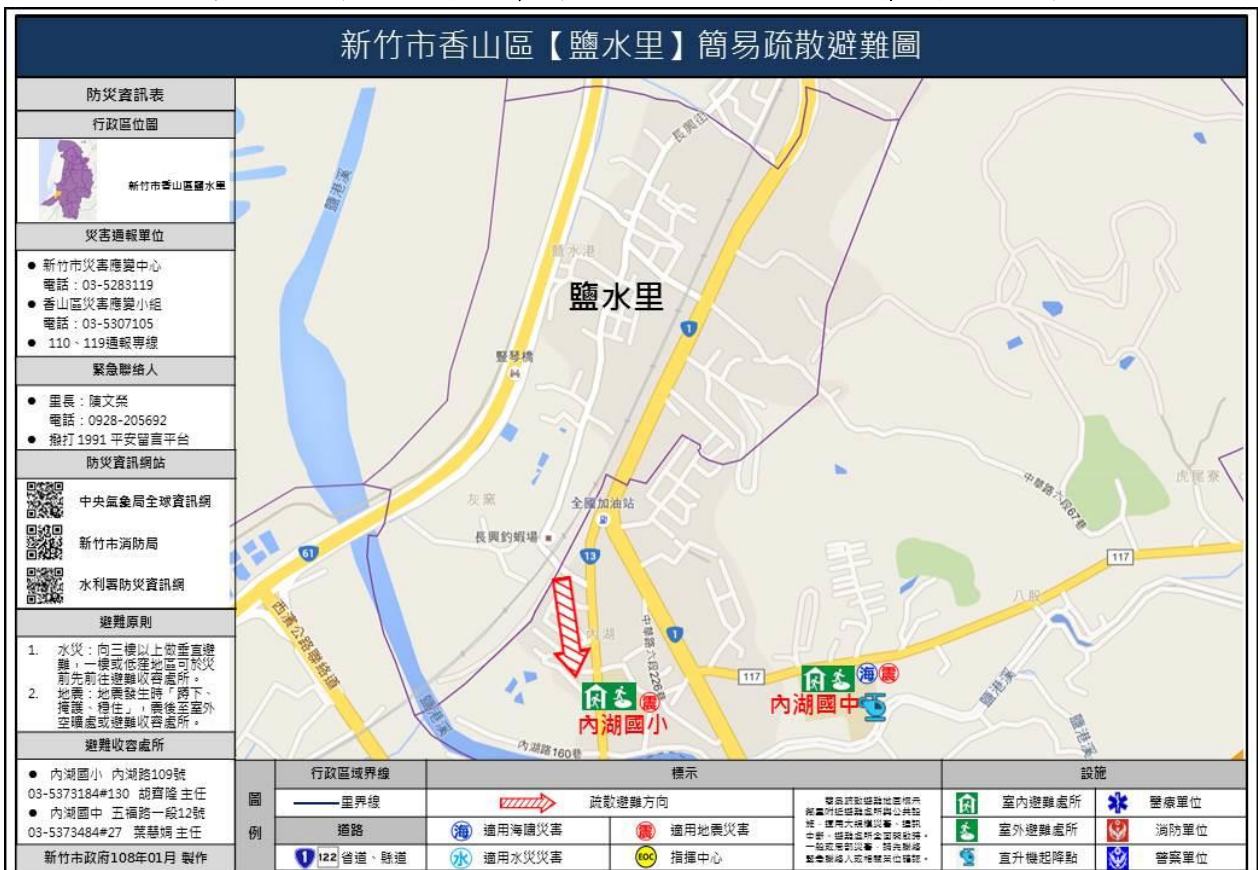 新竹市香山區【鹽水里】簡易疏散避難圖
防災資訊表
行政區位圖
新竹市香山區鹽水里
災害通報單位
● 新竹市災害應變中心
電話：03-5283119
● 香山區災害應變小組
電話：03-5307105
● 110、119通報專線
緊急聯絡人
● 里長：陳文榮
電話：0928-205692
● 撥打 1991 平安留言平台
防災資訊網站
中央氣象局全球資訊網
新竹市消防局
水利署防災資訊網
避難原則
1. 水災：向三樓以上做垂直避
難，一樓或低窪地區可於災
前先前往避難收容處所。
2. 地震：地震發生時「蹲下、
掩護、穩住」，震後至室外
空曠處或避難收容處所。
避難收容處所
● 內湖國小 內湖路109號
03-5373184#130 胡齊隆 主任
● 內湖國中 五福路一段12號
03-5373484#27 葉慧娟 主任
新竹市政府108年01月 製作
長興街
鹽港溪
鹽水港
鹽水里
1
豎琴橋
灰窯
全國加油站
長興釣蝦場
61
13
中華路六段67巷
虎尾寮
117
八股
西濱公路聯絡道
內湖
中華路六段226巷
1
117
海
震
震
內湖國中
內湖國小
鹽港溪
鹽港溪
鹽港溪
內湖路160巷
圖例
行政區域界線
標示
設施
里界線
疏散避難方向
道路
海 適用海嘯災害
震 適用地震災害
1 122 省道、縣道
水 適用水災災害
EOC 指揮中心
室內避難處所
醫療單位
室外避難處所
消防單位
直升機起降點
警察單位